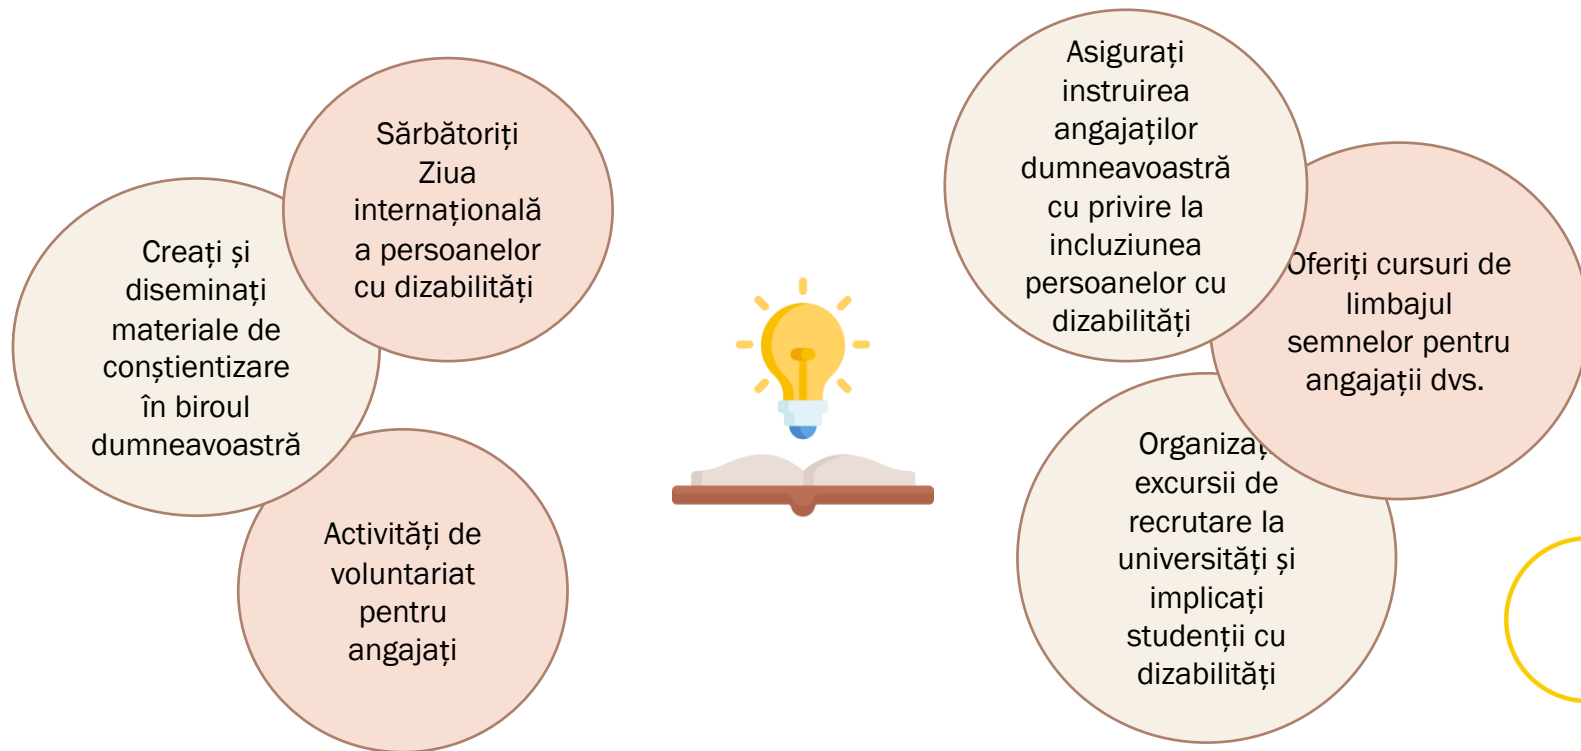 Sărbătoriți
Ziua
internațională
a persoanelor
cu dizabilități
Creați și
diseminați
materiale de
conștientizare
în biroul
dumneavoastră
Activități de
voluntariat
pentru
angajați
Asigurați
instruirea
angajaților
dumneavoastră
cu privire la
incluziunea
persoanelor cu
dizabilități
Oferiți cursuri de
limbajul
semnelor pentru
angajații dvs.
Organizați
excursii de
recrutare la
universități și
implicați
studenții cu
dizabilități